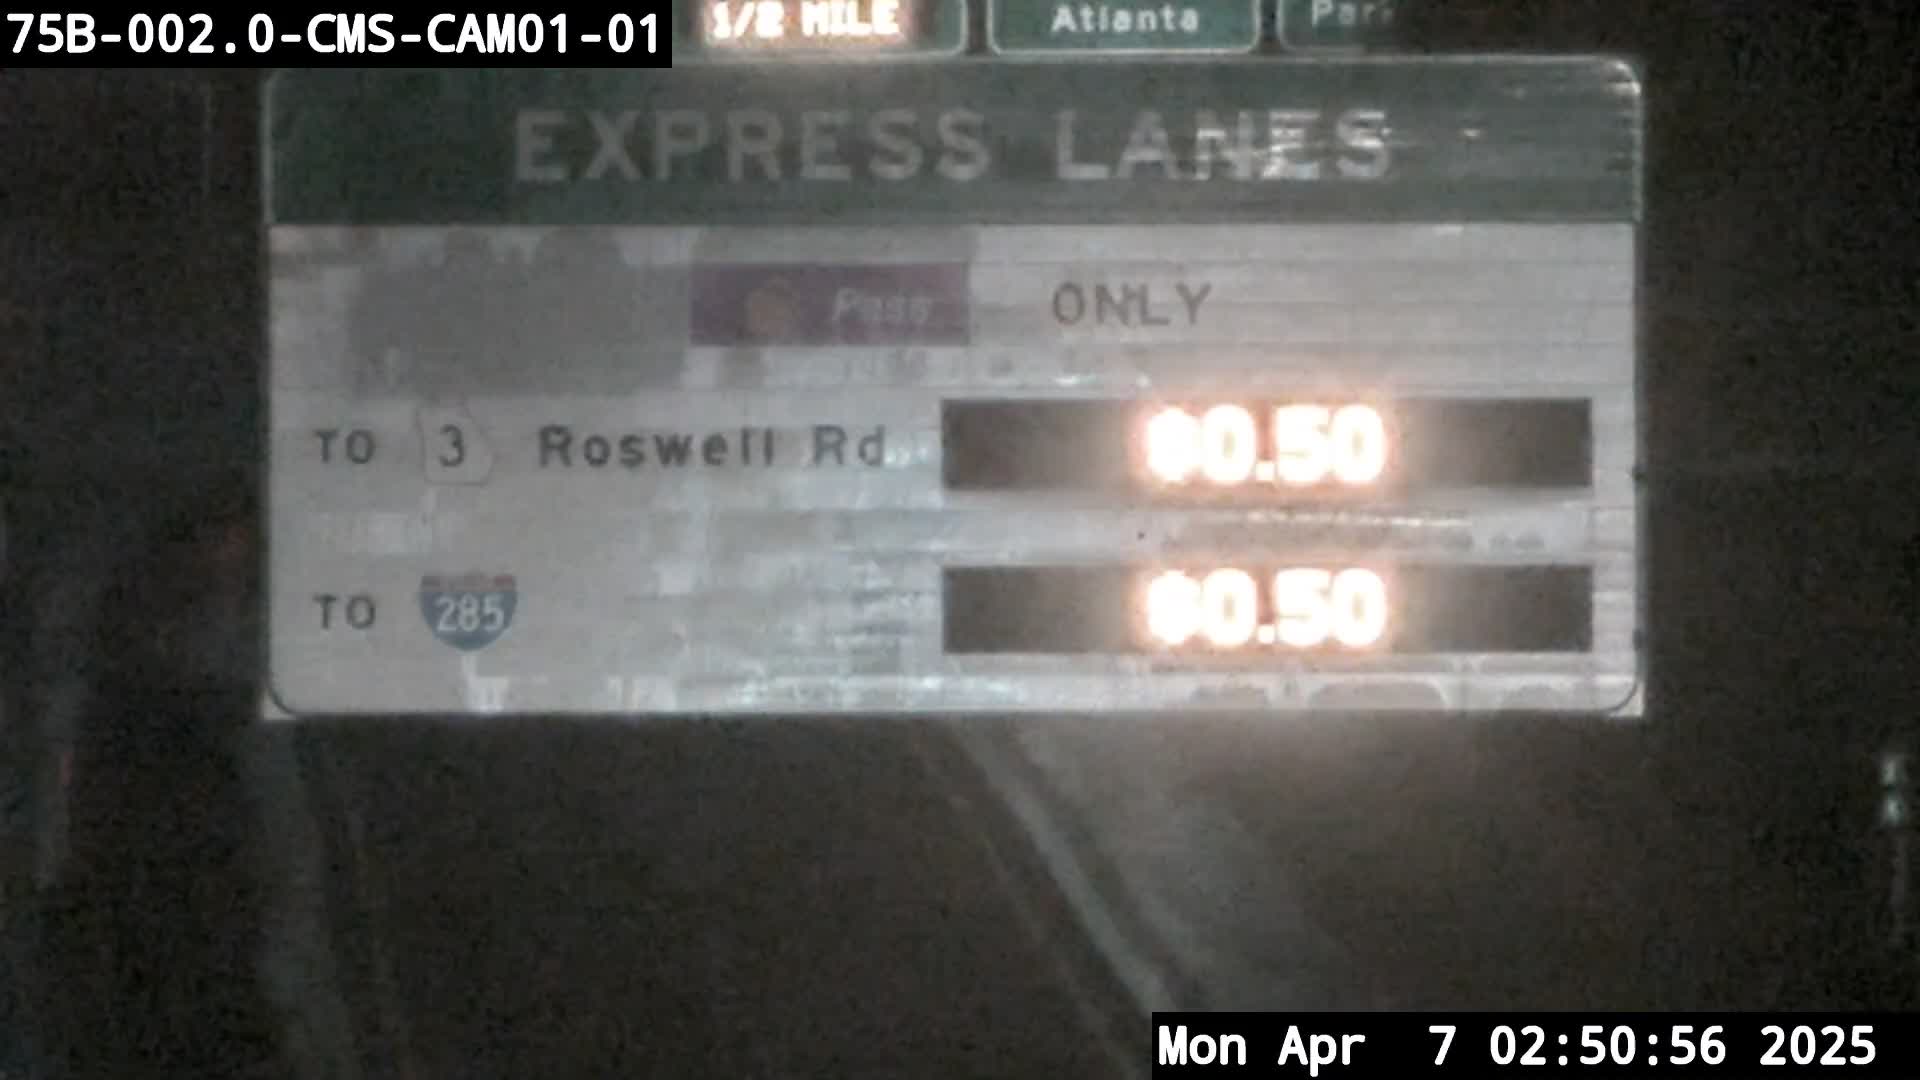 75B-002.0-CMS-CAM01-01
1/2 MILE
Atlanta
EXPRESS LANES
Pass ONLY
TO 3 Roswell Rd $0.50
TO 285 $0.50
Mon Apr 7 02:50:56 2025